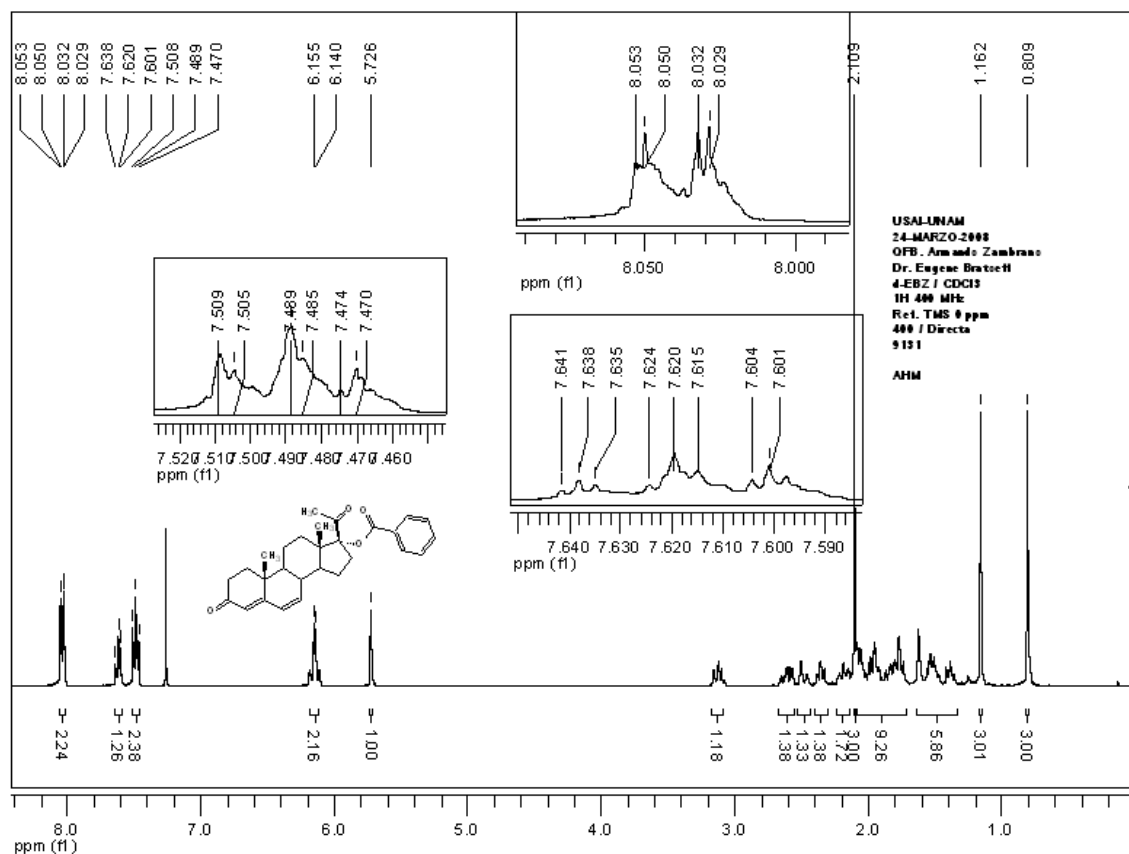 8.053
8.050
8.032
8.029
7.638
7.620
7.601
7.508
7.489
7.470
6.155
6.140
5.726
2.109
1.162
0.809
8.053
8.050
8.032
8.029
8.050 8.000
ppm (f1)
USAI-UNAM
24-MARZO-2008
QFB. Armando Zambrano
Dr. Eugene Bratoeff
4-EBZ / CDCl3
1H 400 MHz
Ref. TMS 0 ppm
400 / Directa
9131
AHM
7.509
7.505
7.489
7.485
7.474
7.470
7.520 7.510 7.500 7.490 7.480 7.470 7.460
ppm (f1)
7.641
7.638
7.635
7.624
7.620
7.615
7.604
7.601
7.640 7.630 7.620 7.610 7.600 7.590
ppm (f1)
H₃C
O
O
CH₃
O
CH₃
O
2.24
1.26
2.38
2.16
1.00
1.18
1.38
1.33
1.38
1.72
3.00
9.26
5.86
3.01
3.00
8.0 7.0 6.0 5.0 4.0 3.0 2.0 1.0
ppm (f1)